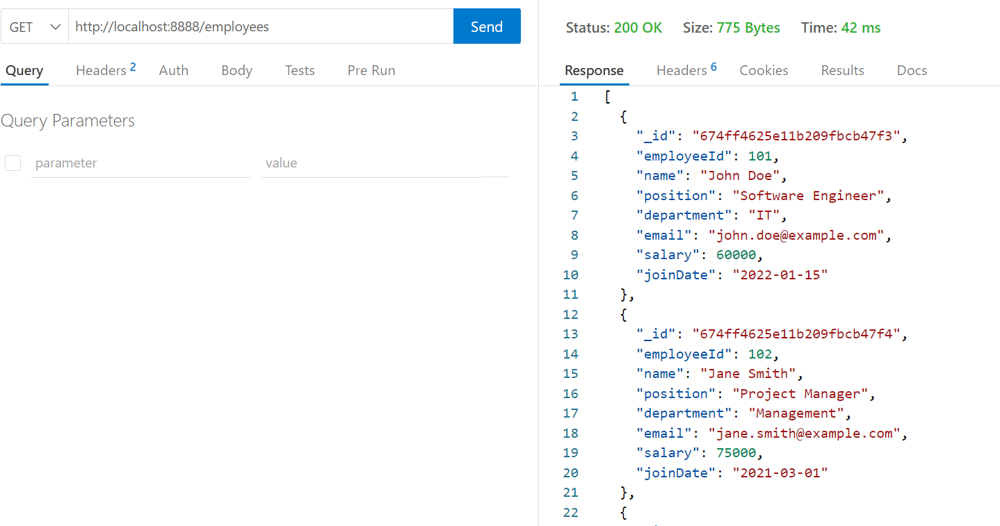 GET http://localhost:8888/employees Send
Query Headers 2 Auth Body Tests Pre Run
Query Parameters
parameter value
Status: 200 OK Size: 775 Bytes Time: 42 ms
Response Headers 6 Cookies Results Docs
1 [
2 {
3 "_id": "674ff4625e11b209fbcb47f3",
4 "employeeId": 101,
5 "name": "John Doe",
6 "position": "Software Engineer",
7 "department": "IT",
8 "email": "john.doe@example.com",
9 "salary": 60000,
10 "joinDate": "2022-01-15"
11 },
12 {
13 "_id": "674ff4625e11b209fbcb47f4",
14 "employeeId": 102,
15 "name": "Jane Smith",
16 "position": "Project Manager",
17 "department": "Management",
18 "email": "jane.smith@example.com",
19 "salary": 75000,
20 "joinDate": "2021-03-01"
21 },
22 {